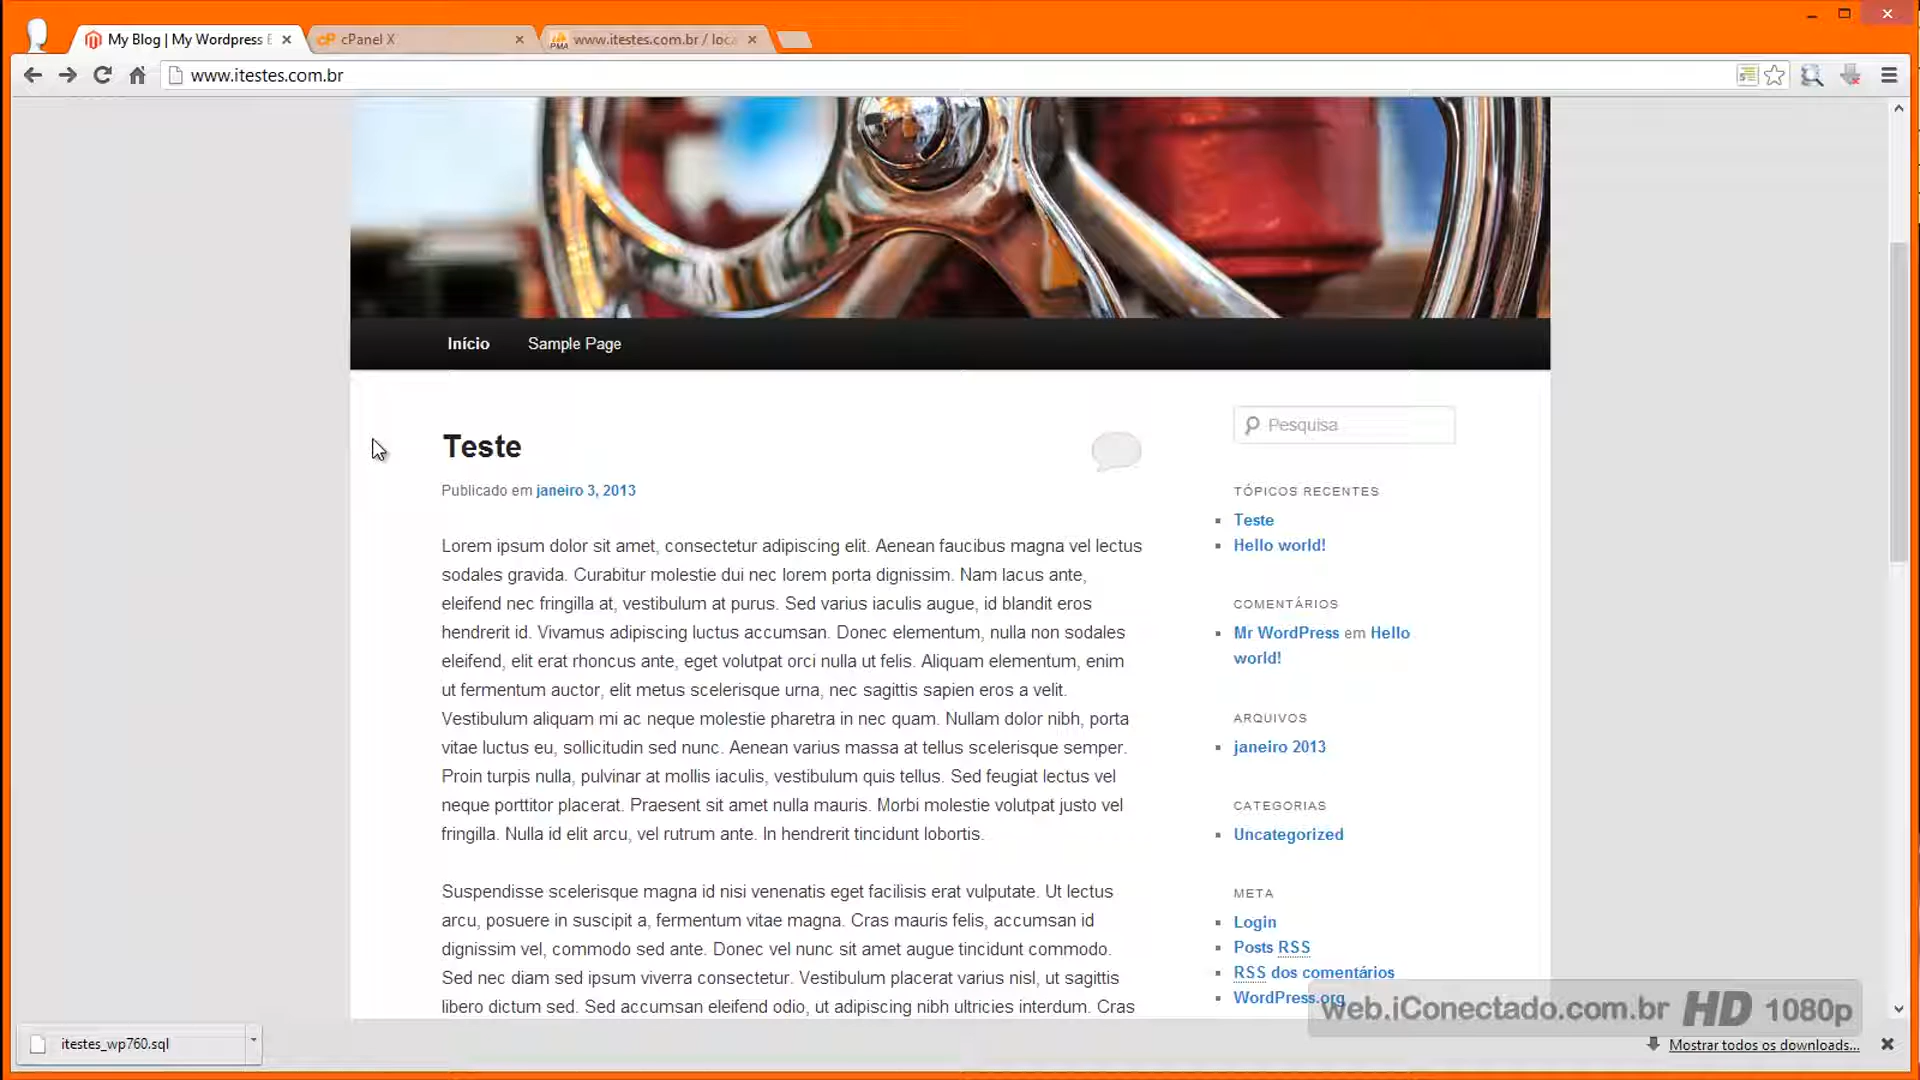 My Blog | My Wordpress E
cPanel X
www.itestes.com.br / loca
www.itestes.com.br
Início
Sample Page
Teste
Publicado em janeiro 3, 2013
Lorem ipsum dolor sit amet, consectetur adipiscing elit. Aenean faucibus magna vel lectus
sodales gravida. Curabitur molestie dui nec lorem porta dignissim. Nam lacus ante,
eleifend nec fringilla at, vestibulum at purus. Sed varius iaculis augue, id blandit eros
hendrerit id. Vivamus adipiscing luctus accumsan. Donec elementum, nulla non sodales
eleifend, elit erat rhoncus ante, eget volutpat orci nulla ut felis. Aliquam elementum, enim
ut fermentum auctor, elit metus scelerisque urna, nec sagittis sapien eros a velit.
Vestibulum aliquam mi ac neque molestie pharetra in nec quam. Nullam dolor nibh, porta
vitae luctus eu, sollicitudin sed nunc. Aenean varius massa at tellus scelerisque semper.
Proin turpis nulla, pulvinar at mollis iaculis, vestibulum quis tellus. Sed feugiat lectus vel
neque porttitor placerat. Praesent sit amet nulla mauris. Morbi molestie volutpat justo vel
fringilla. Nulla id elit arcu, vel rutrum ante. In hendrerit tincidunt lobortis.
Suspendisse scelerisque magna id nisi venenatis eget facilisis erat vulputate. Ut lectus
arcu, posuere in suscipit a, fermentum vitae magna. Cras mauris felis, accumsan id
dignissim vel, commodo sed ante. Donec vel nunc sit amet augue tincidunt commodo.
Sed nec diam sed ipsum viverra consectetur. Vestibulum placerat varius nisl, ut sagittis
libero dictum sed. Sed accumsan eleifend odio, ut adipiscing nibh ultricies interdum. Cras
Pesquisa
TÓPICOS RECENTES
Teste
Hello world!
COMENTÁRIOS
Mr WordPress em Hello
world!
ARQUIVOS
janeiro 2013
CATEGORIAS
Uncategorized
META
Login
Posts RSS
RSS dos comentários
WordPress.org
web.iConectado.com.br HD 1080p
itestes_wp760.sql
Mostrar todos os downloads...